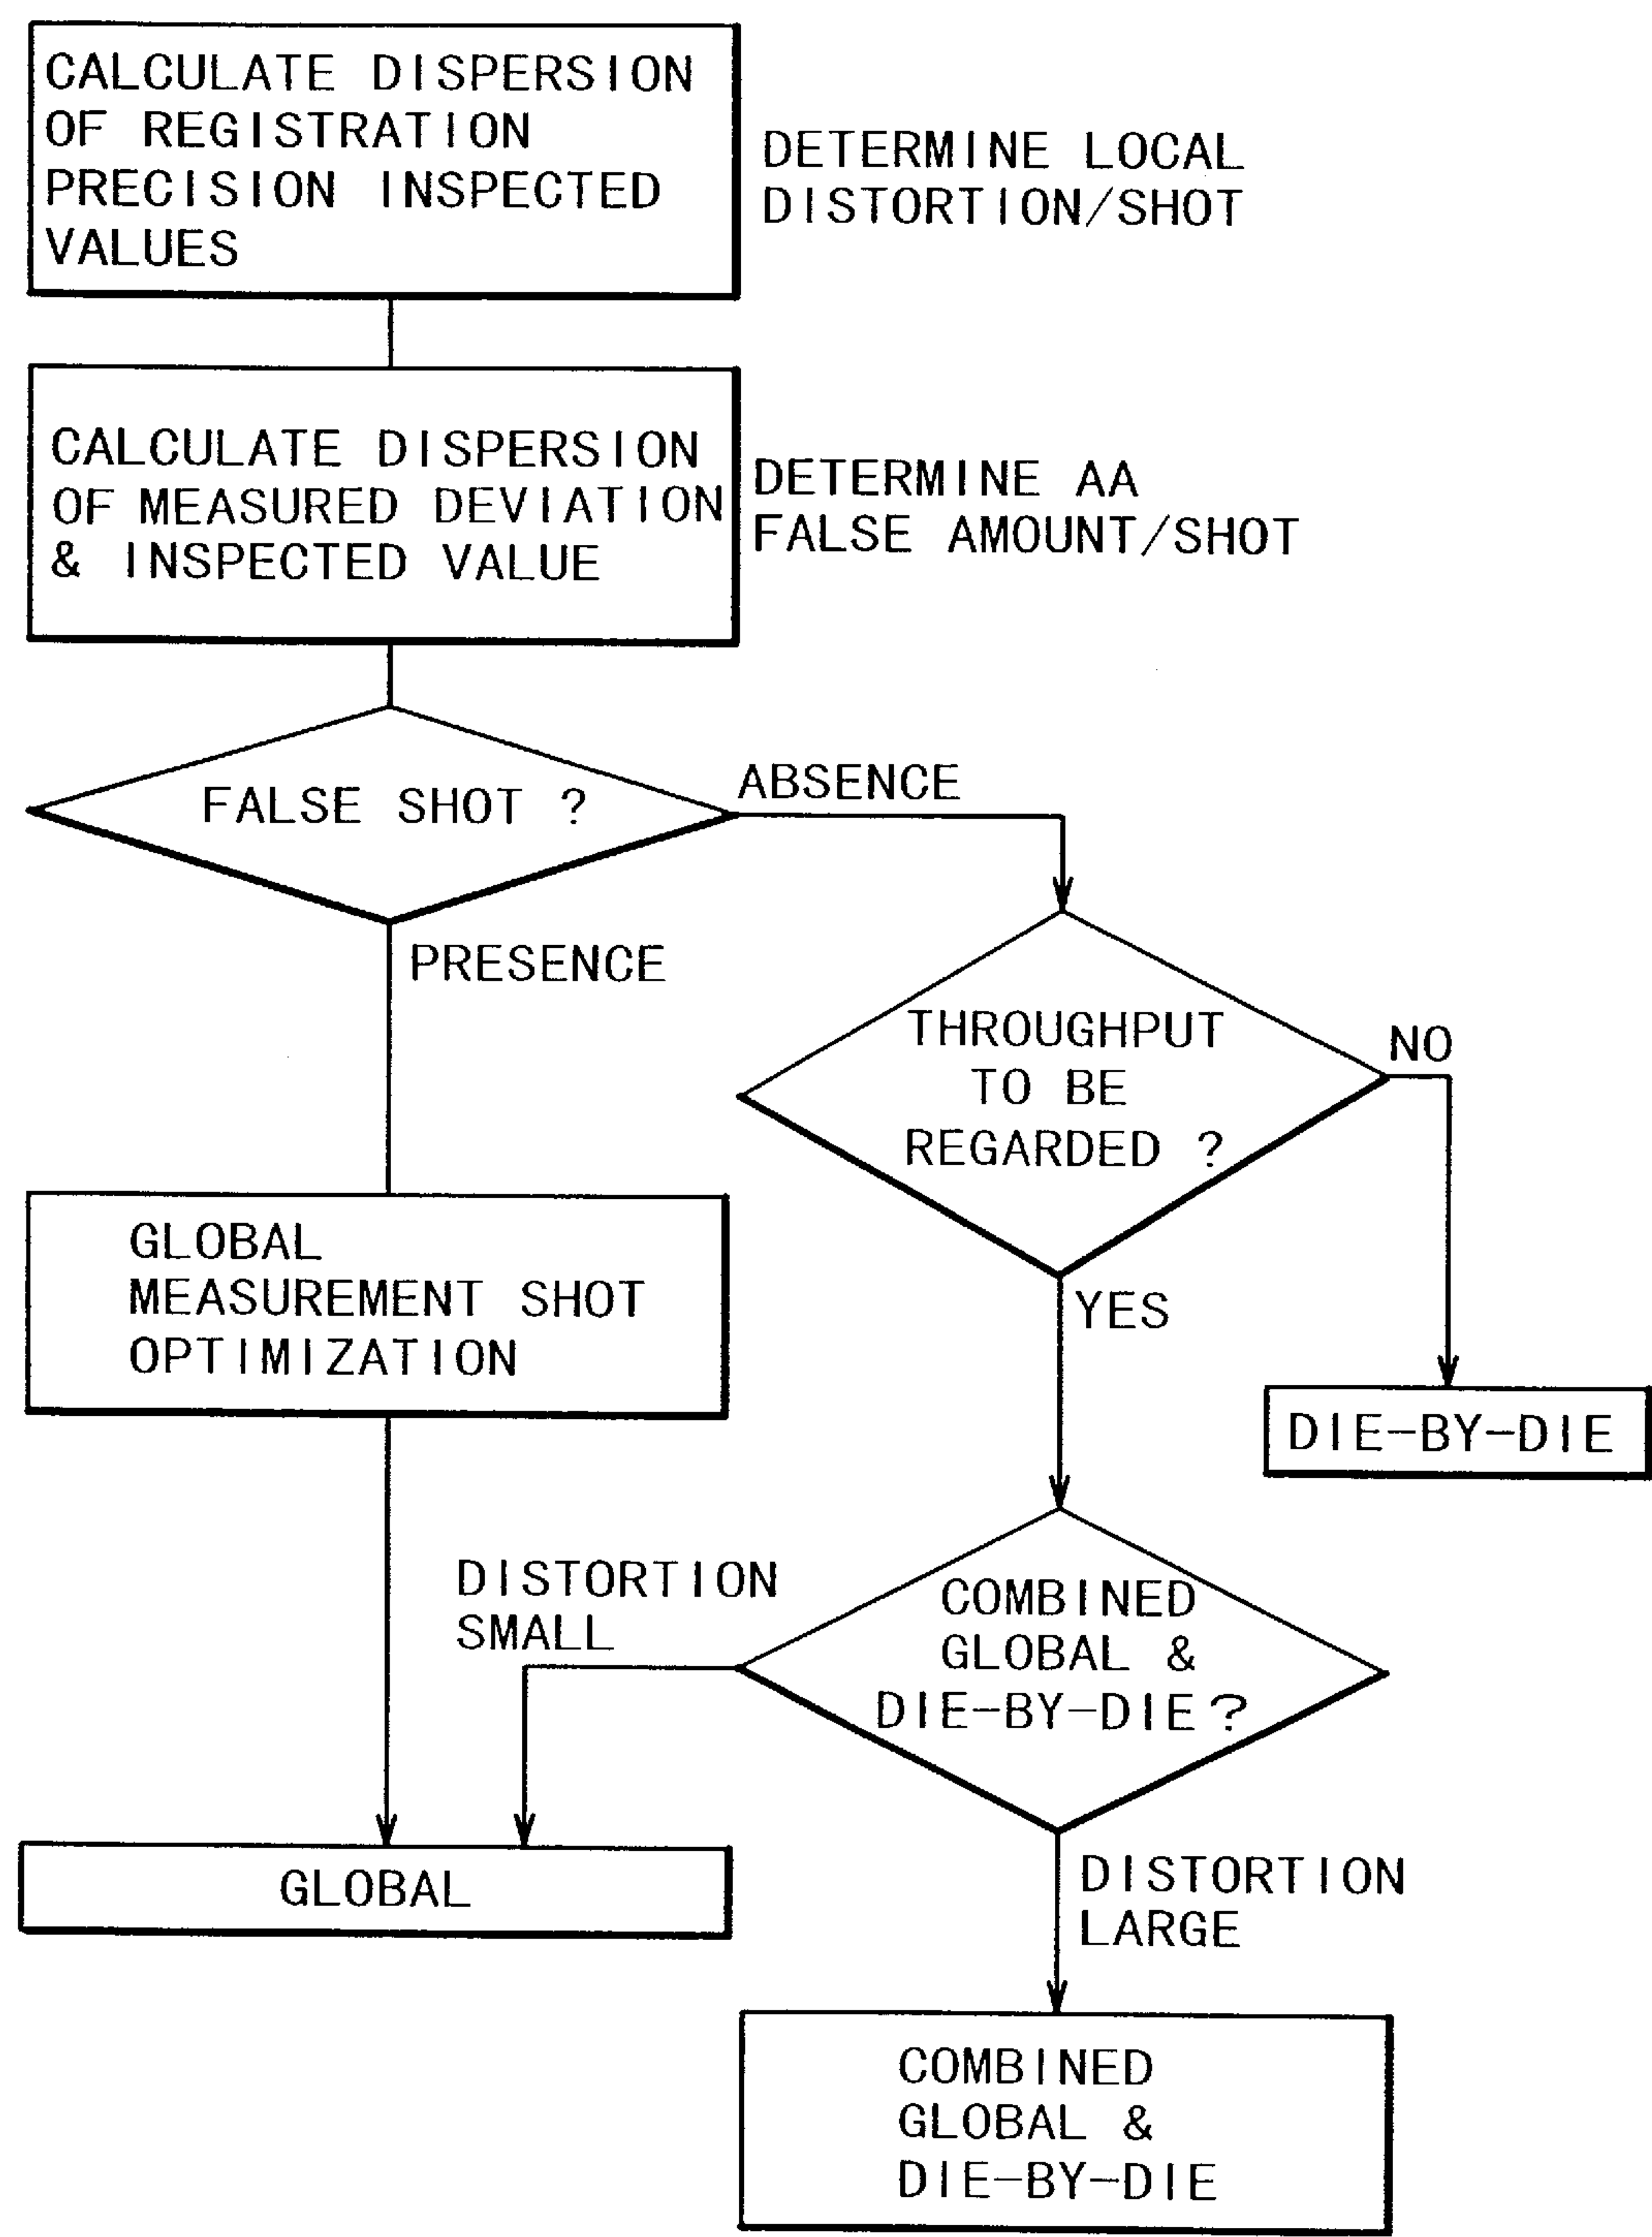 CALCULATE DISPERSION
OF REGISTRATION
PRECISION INSPECTED
VALUES
DETERMINE LOCAL
DISTORTION/SHOT
CALCULATE DISPERSION
OF MEASURED DEVIATION
& INSPECTED VALUE
DETERMINE AA
FALSE AMOUNT/SHOT
FALSE SHOT ?
ABSENCE
PRESENCE
THROUGHPUT
TO BE
REGARDED ?
NO
YES
GLOBAL
MEASUREMENT SHOT
OPTIMIZATION
DIE-BY-DIE
DISTORTION
SMALL
COMBINED
GLOBAL &
DIE-BY-DIE?
GLOBAL
DISTORTION
LARGE
COMBINED
GLOBAL &
DIE-BY-DIE